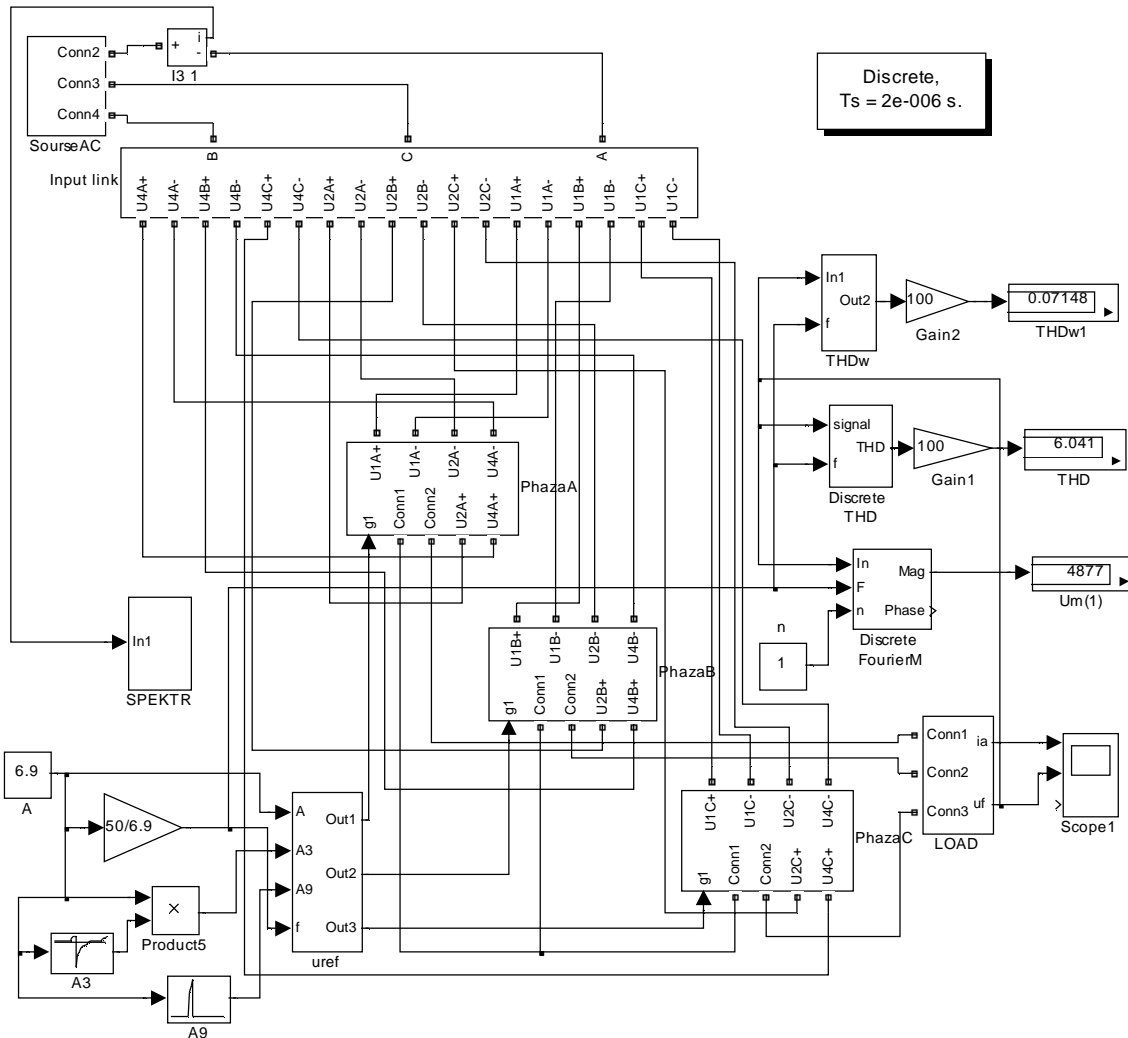 Conn2
Conn3
Conn4
SourseAC
+
i
-
I3 1
Discrete,
Ts = 2e-006 s.
B
C
A
Input link
U4A+
U4A-
U4B+
U4B-
U4C+
U4C-
U2A+
U2A-
U2B+
U2B-
U2C+
U2C-
U1A+
U1A-
U1B+
U1B-
U1C+
U1C-
In1
Out2
f
THDw
100
Gain2
0.07148
THDw1
signal
THD
f
Discrete
THD
100
Gain1
6.041
THD
In
Mag
F
n
Phase
Discrete
FourierM
4877
Um(1)
n
1
U1A+
U1A-
U2A-
U4A-
g1
Conn1
Conn2
U2A+
U4A+
PhazaA
U1B+
U1B-
U2B-
U4B-
g1
Conn1
Conn2
U2B+
U4B+
PhazaB
In1
SPEKTR
U1C+
U1C-
U2C-
U4C-
g1
Conn1
Conn2
U2C+
U4C+
PhazaC
Conn1
ia
Conn2
Conn3
uf
LOAD
Scope1
6.9
A
50/6.9
A
Out1
A3
Out2
A9
f
Out3
uref
×
Product5
A3
A9